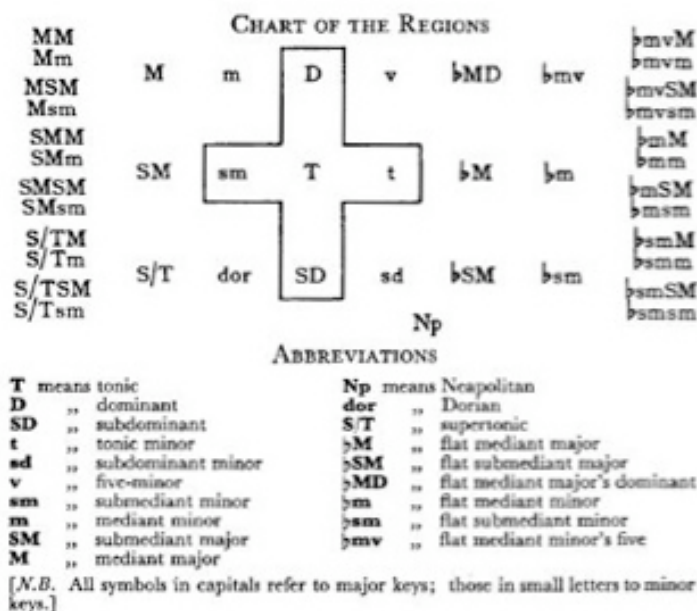 CHART OF THE REGIONS
MM
Mm
MSM
Msm
M m D v ♭MD ♭mv
♭mvM
♭mvm
♭mvSM
♭mvsm
SMM
SMm
SMSM
SMsm
SM sm T t ♭M ♭m
♭mM
♭mm
♭mSM
♭msm
S/TM
S/Tm
S/TSM
S/Tsm
S/T dor SD sd ♭SM ♭sm
♭smM
♭smm
♭smSM
♭smsm
Np
ABBREVIATIONS
T means tonic
D „ dominant
SD „ subdominant
t „ tonic minor
sd „ subdominant minor
v „ five-minor
sm „ submediant minor
m „ mediant minor
SM „ submediant major
M „ mediant major
Np means Neapolitan
dor „ Dorian
S/T „ supertonic
♭M „ flat mediant major
♭SM „ flat submediant major
♭MD „ flat mediant major's dominant
♭m „ flat mediant minor
♭sm „ flat submediant minor
♭mv „ flat mediant minor's five
[N.B. All symbols in capitals refer to major keys; those in small letters to minor
keys.]